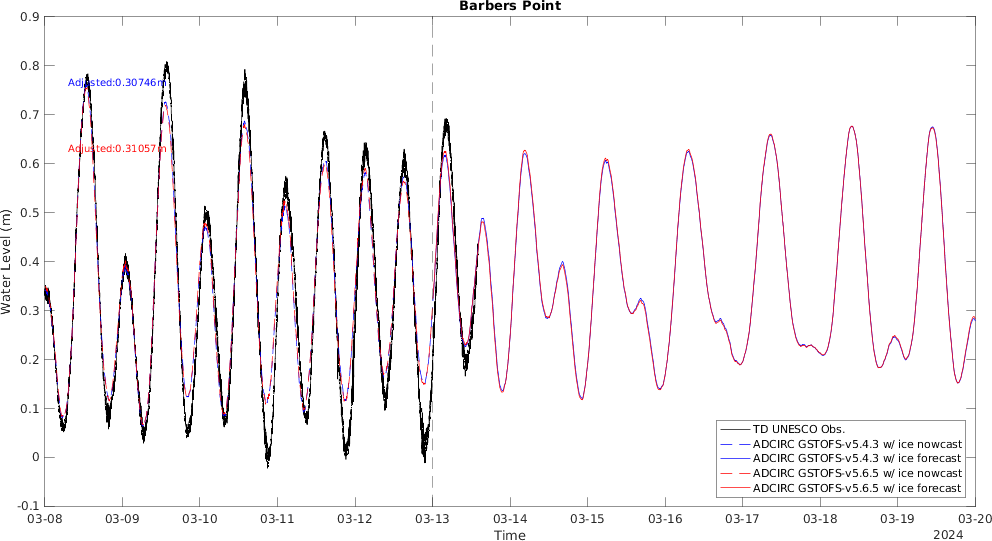 Barbers Point
0.9
0.8
0.7
0.6
0.5
0.4
0.3
0.2
0.1
0
-0.1
Water Level (m)
Adjusted:0.30746m
Adjusted:0.31057m
TD UNESCO Obs.
ADCIRC GSTOFS-v5.4.3 w/ ice nowcast
ADCIRC GSTOFS-v5.4.3 w/ ice forecast
ADCIRC GSTOFS-v5.6.5 w/ ice nowcast
ADCIRC GSTOFS-v5.6.5 w/ ice forecast
03-08 03-09 03-10 03-11 03-12 03-13 03-14 03-15 03-16 03-17 03-18 03-19 03-20
Time
2024